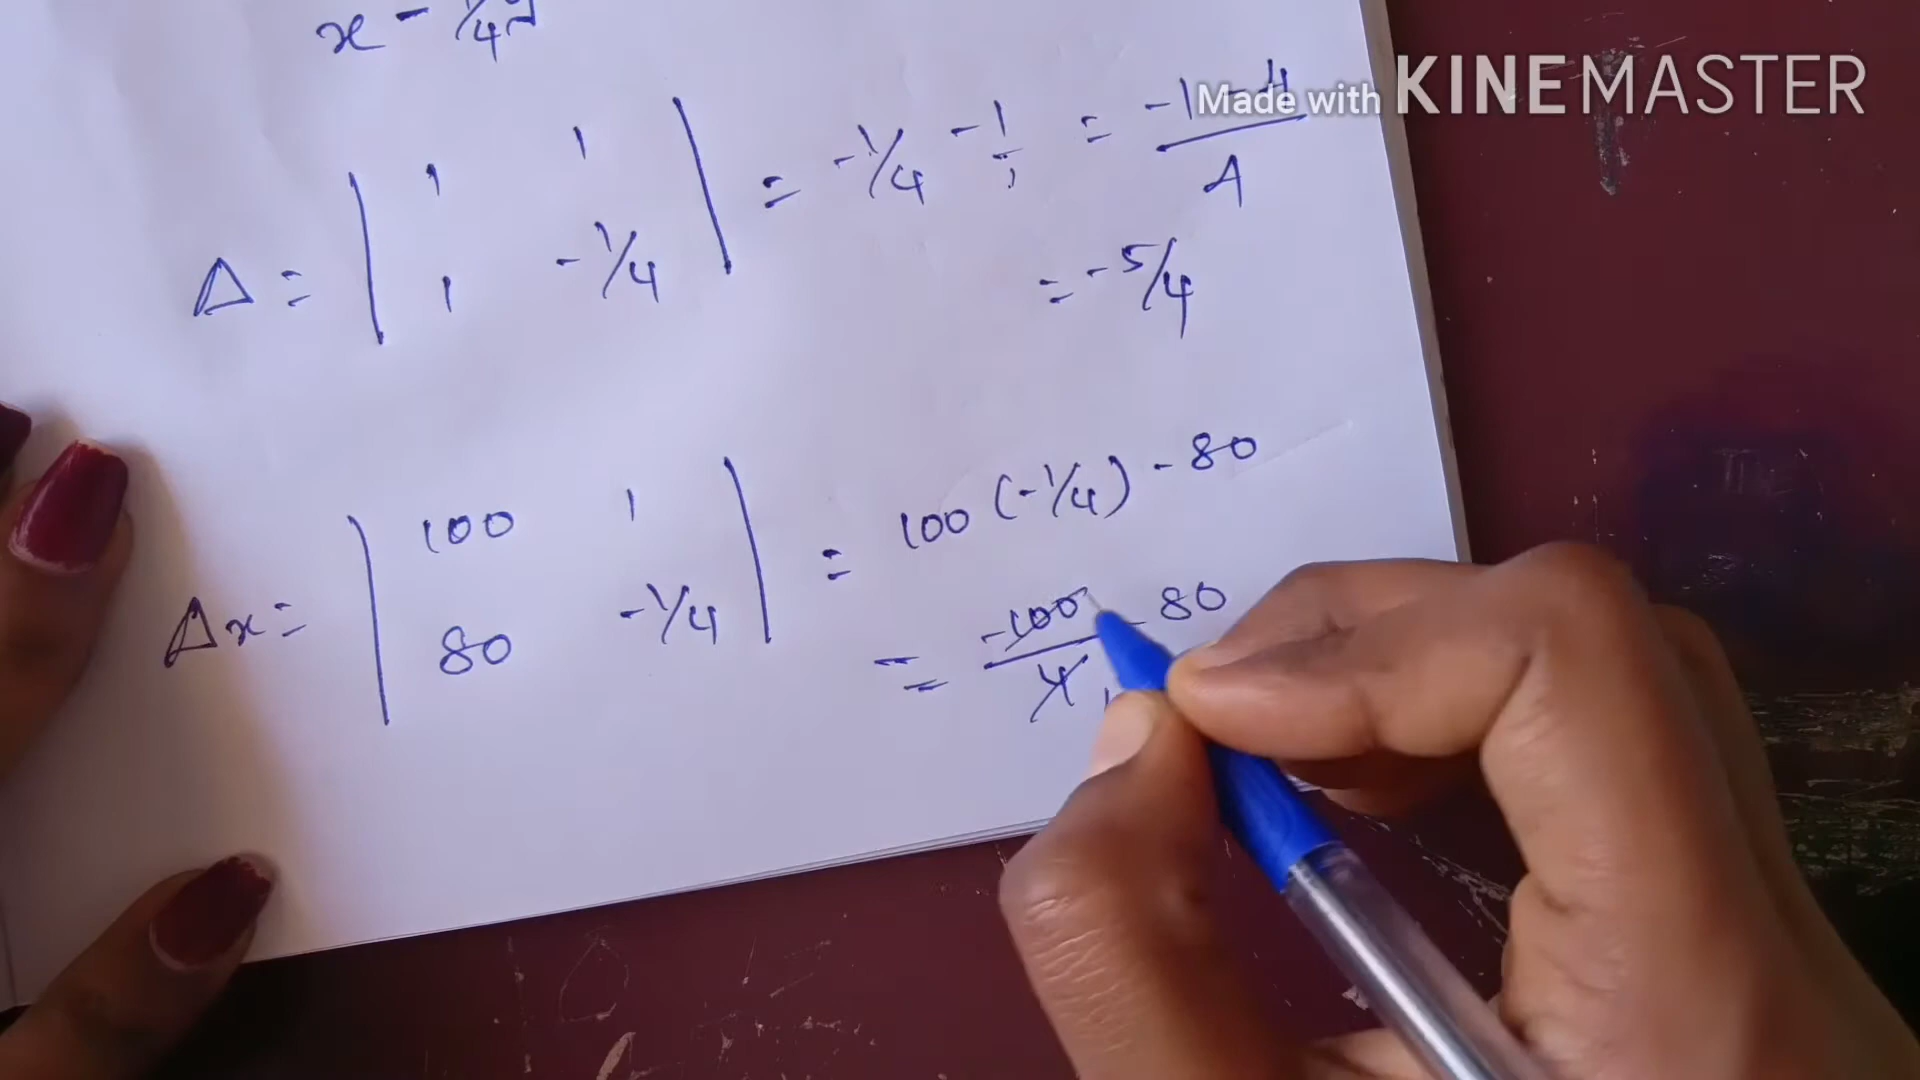 x - 1/4 y
Made with KINEMASTER
Δ = | 1 1 | = -1/4 - 1/1 = -1-4/4
| 1 -1/4 | = -5/4
Δx = | 100 1 | = 100 (-1/4) - 80
| 80 -1/4 | = -100/4 - 80